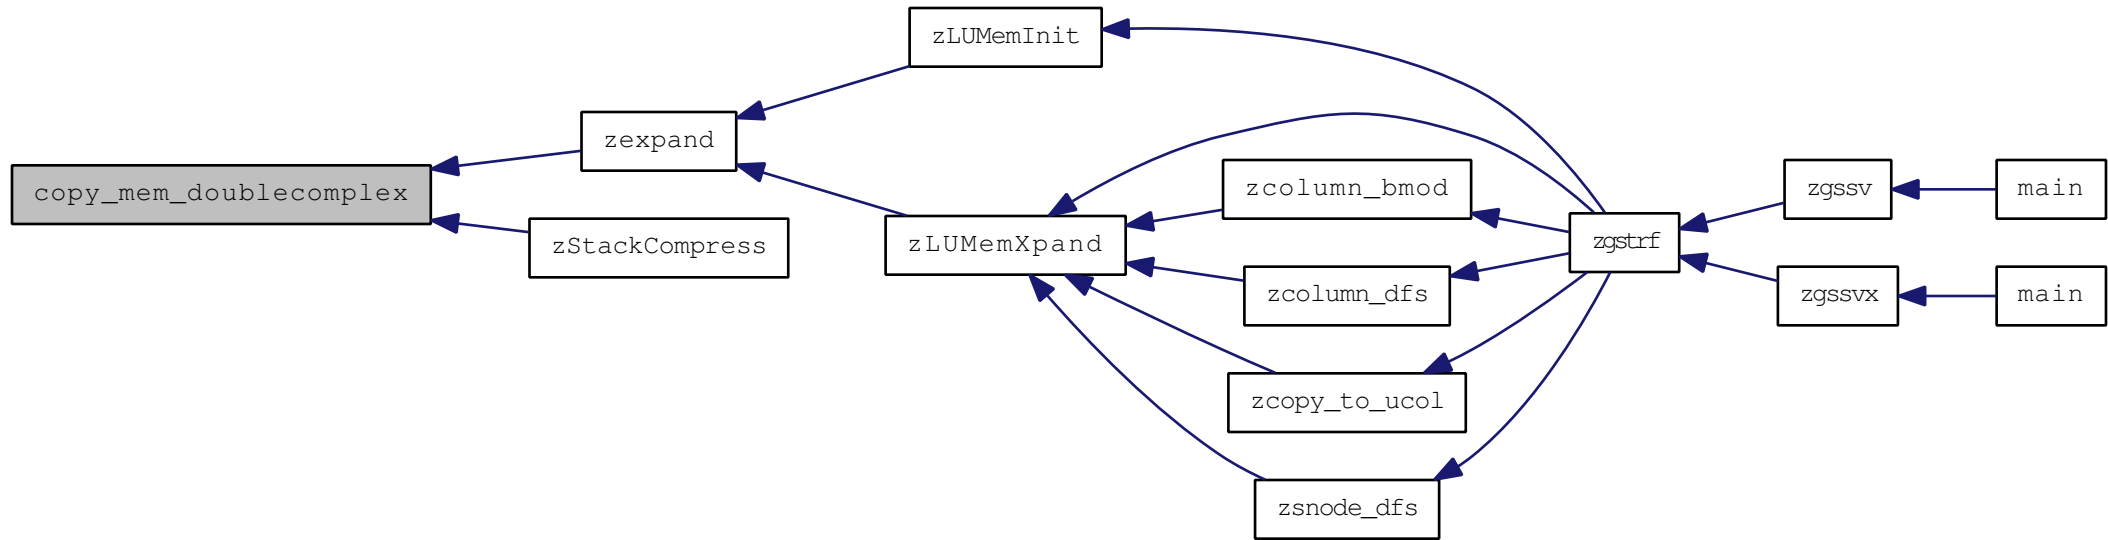 copy_mem_doublecomplex
zexpand
zStackCompress
zLUMemInit
zLUMemXpand
zcolumn_bmod
zcolumn_dfs
zcopy_to_ucol
zsnode_dfs
zgstrf
zgssv
zgssvx
main
main